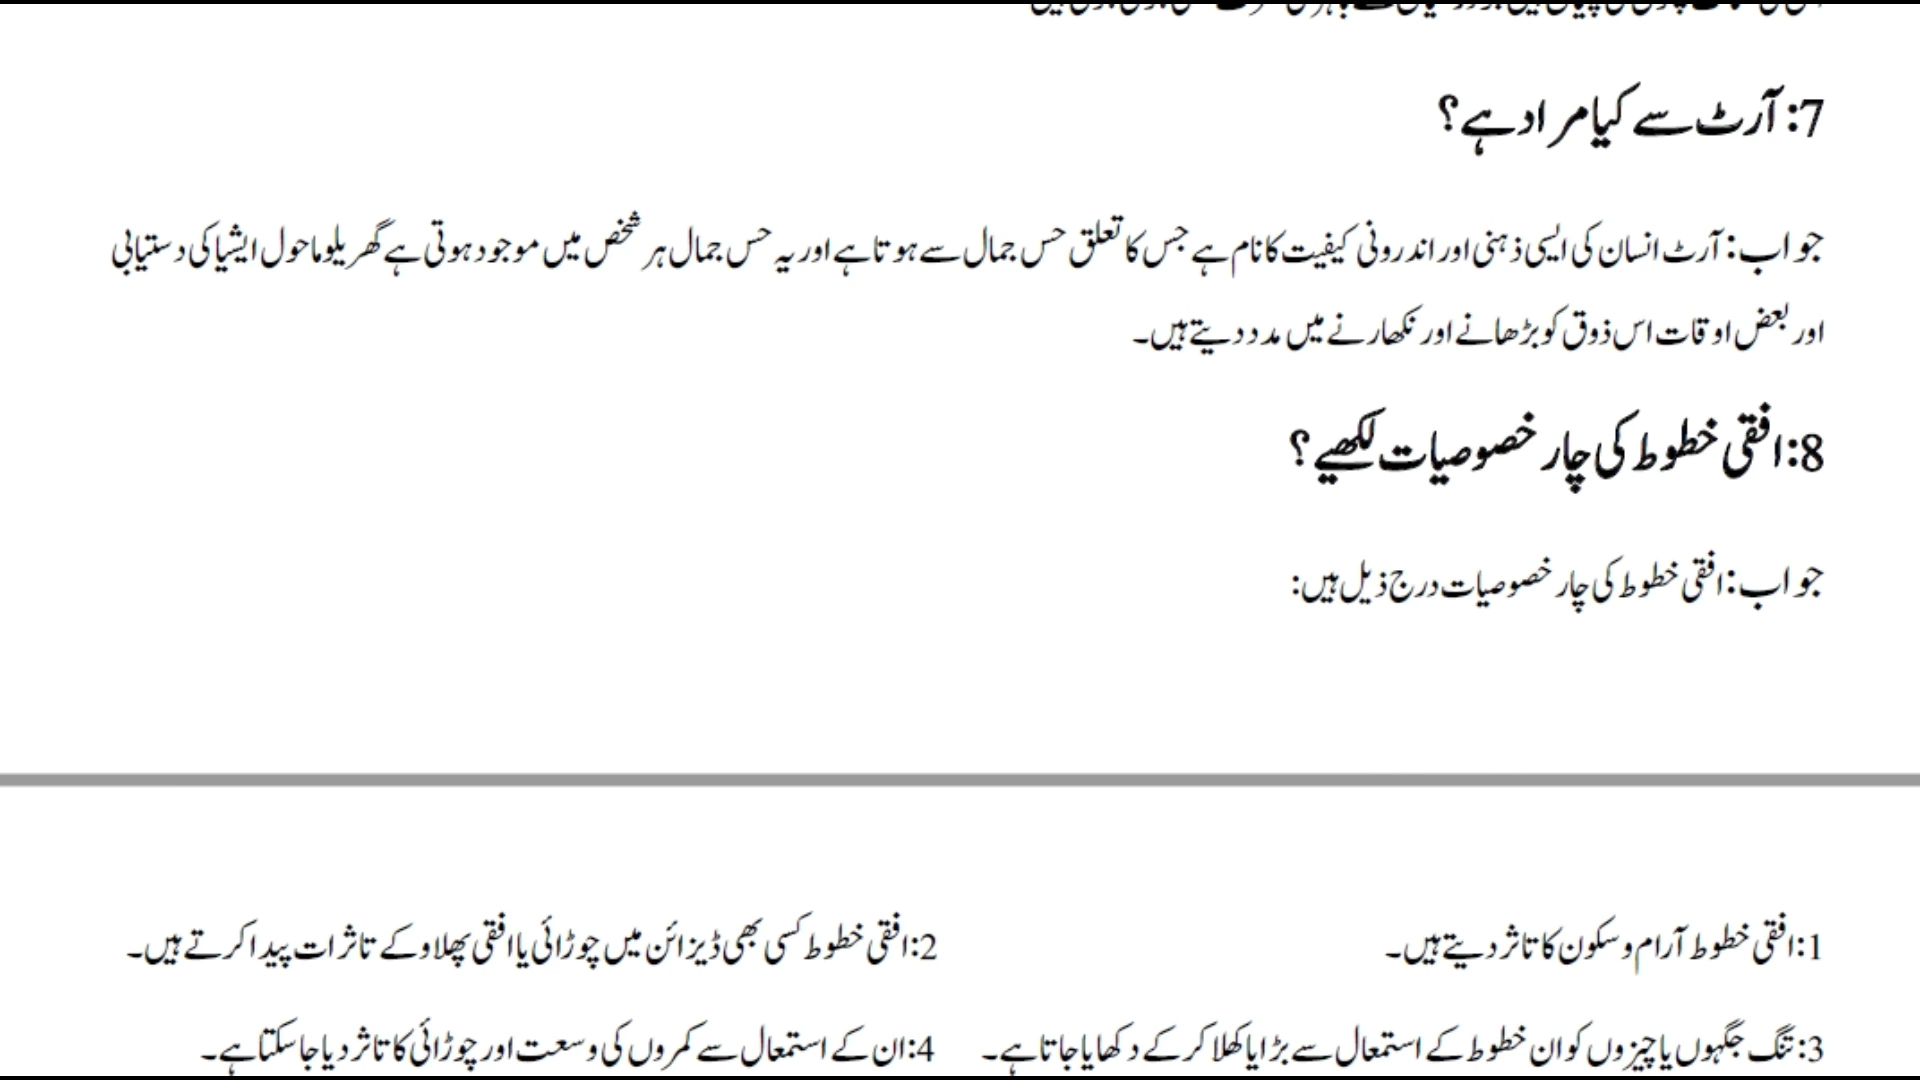 7: آرٹ سے کیا مراد ہے؟
جواب: آرٹ انسان کی ایسی ذہنی اور اندرونی کیفیت کا نام ہے جس کا تعلق حس جمال سے ہوتا ہے اور یہ حس جمال ہر شخص میں موجود ہوتی ہے گھریلو ماحول ایشیا کی دستیابی
اور بعض اوقات اس ذوق کو بڑھانے اور نکھارنے میں مدد دیتے ہیں۔
8: افقی خطوط کی چار خصوصیات لکھیے؟
جواب: افقی خطوط کی چار خصوصیات درج ذیل ہیں:
1: افقی خطوط آرام و سکون کا تاثر دیتے ہیں۔ 2: افقی خطوط کسی بھی ڈیزائن میں چوڑائی یا افقی پھلاوکے تاثرات پیدا کرتے ہیں۔
3: تنگ جگہوں یا چیزوں کو ان خطوط کے استعمال سے بڑا یا کھلا کر کے دکھایا جاتا ہے۔ 4: ان کے استعمال سے کمروں کی وسعت اور چوڑائی کا تاثر دیا جا سکتا ہے۔